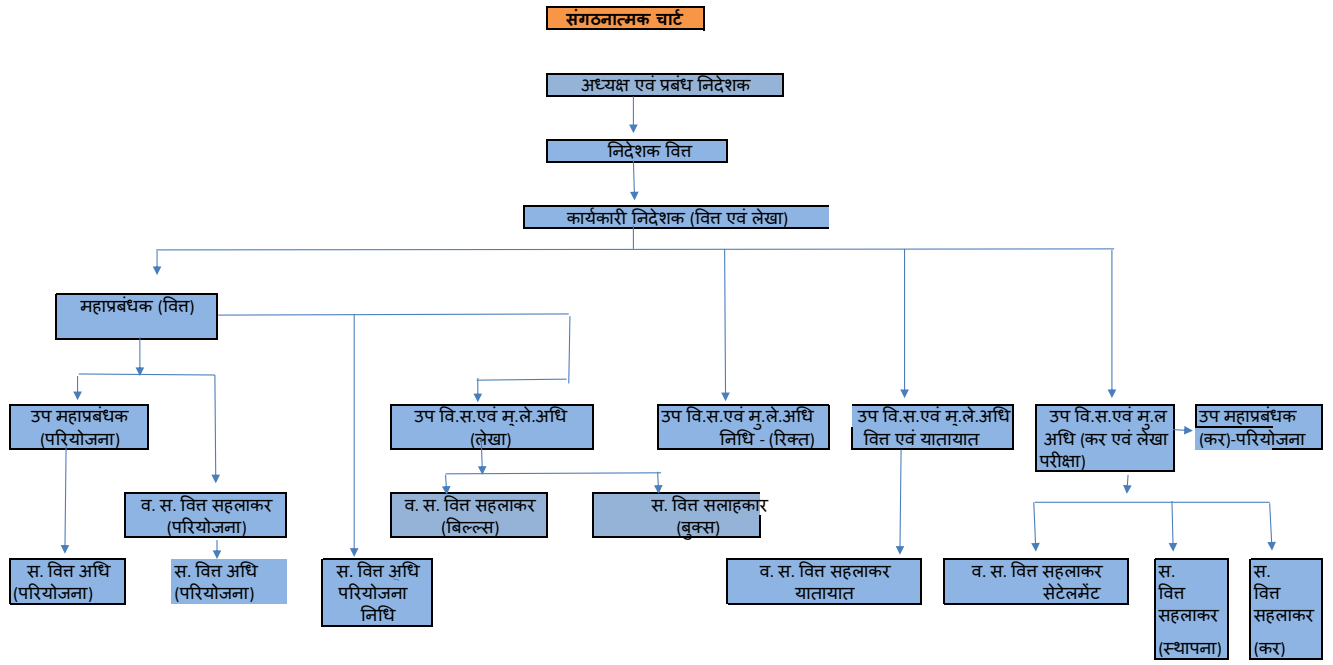 संगठनात्मक चार्ट
अध्यक्ष एवं प्रबंध निदेशक
निदेशक वित्त
कार्यकारी निदेशक (वित्त एवं लेखा)
महाप्रबंधक (वित्त)
उप महाप्रबंधक
(परियोजना)
उप वि.स.एवं मु.ले.अधि
(लेखा)
उप वि.स.एवं मु.ले.अधि
निधि - (रिक्त)
उप वि.स.एवं मु.ले.अधि
वित्त एवं यातायात
उप वि.स.एवं मु.ल
अधि (कर एवं लेखा
परीक्षा)
उप महाप्रबंधक
(कर)-परियोजना
व. स. वित्त सहलाकर
(परियोजना)
व. स. वित्त सहलाकर
(बिल्ल्स)
स. वित्त सलाहकार
(बुक्स)
स. वित्त अधि
(परियोजना)
स. वित्त अधि
(परियोजना)
स. वित्त अधि
परियोजना
निधि
व. स. वित्त सहलाकर
यातायात
व. स. वित्त सहलाकर
सेटेलमेंट
स.
वित्त
सहलाकर
(स्थापना)
स.
वित्त
सहलाकर
(कर)